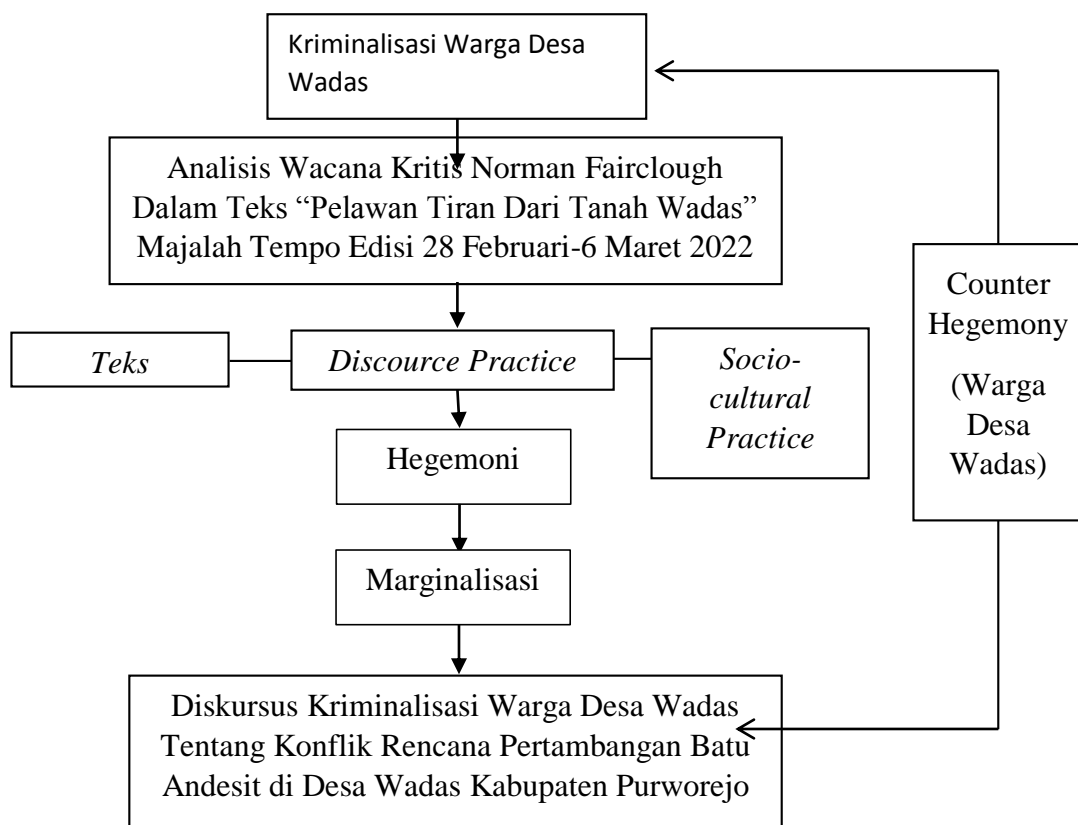 Kriminalisasi Warga Desa
Wadas
Analisis Wacana Kritis Norman Fairclough
Dalam Teks “Pelawan Tiran Dari Tanah Wadas”
Majalah Tempo Edisi 28 Februari-6 Maret 2022
Teks
Discource Practice
Socio-
cultural
Practice
Counter
Hegemony
(Warga
Desa
Wadas)
Hegemoni
Marginalisasi
Diskursus Kriminalisasi Warga Desa Wadas
Tentang Konflik Rencana Pertambangan Batu
Andesit di Desa Wadas Kabupaten Purworejo